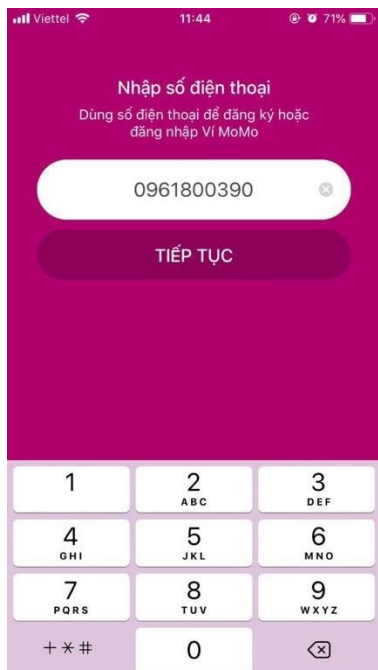 Viettel 11:44 71%
Nhập số điện thoại
Dùng số điện thoại để đăng ký hoặc
đăng nhập Ví MoMo
0961800390
TIẾP TỤC
1 2 3
ABC DEF
4 5 6
GHI JKL MNO
7 8 9
PQRS TUV WXYZ
+*# 0